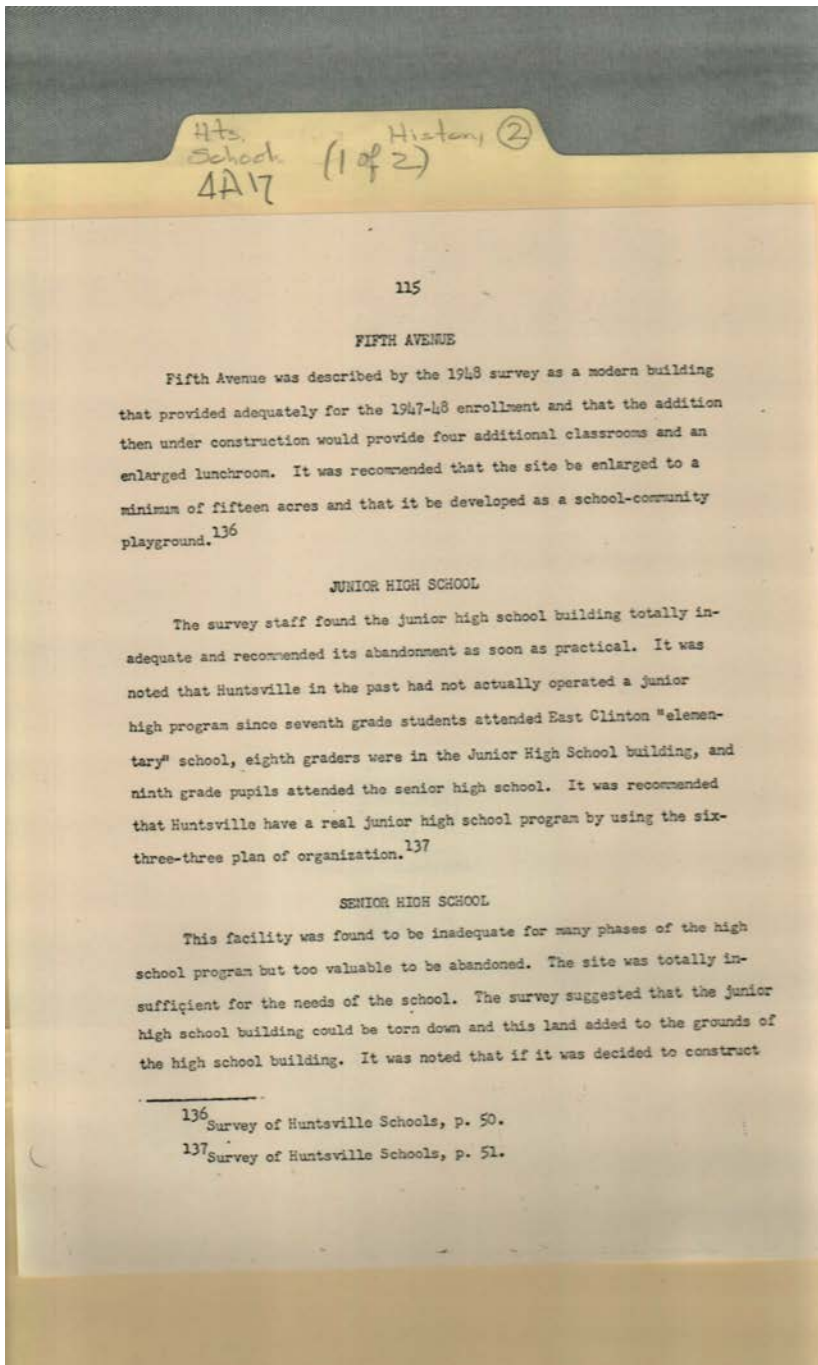 Hts. History ②
School (1 of 2)
4A17
115
FIFTH AVENUE
Fifth Avenue was described by the 1948 survey as a modern building
that provided adequately for the 1947-48 enrollment and that the addition
then under construction would provide four additional classrooms and an
enlarged lunchroom. It was recommended that the site be enlarged to a
minimum of fifteen acres and that it be developed as a school-community
playground.136
JUNIOR HIGH SCHOOL
The survey staff found the junior high school building totally in-
adequate and recommended its abandonment as soon as practical. It was
noted that Huntsville in the past had not actually operated a junior
high program since seventh grade students attended East Clinton "elemen-
tary" school, eighth graders were in the Junior High School building, and
ninth grade pupils attended the senior high school. It was recommended
that Huntsville have a real junior high school program by using the six-
three-three plan of organization.137
SENIOR HIGH SCHOOL
This facility was found to be inadequate for many phases of the high
school program but too valuable to be abandoned. The site was totally in-
sufficient for the needs of the school. The survey suggested that the junior
high school building could be torn down and this land added to the grounds of
the high school building. It was noted that if it was decided to construct
136Survey of Huntsville Schools, p. 50.
137Survey of Huntsville Schools, p. 51.